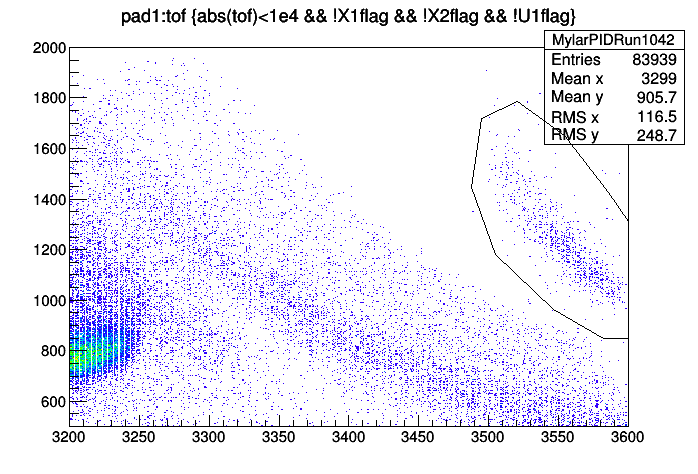 pad1:tof {abs(tof)<1e4 && !X1flag && !X2flag && !U1flag}
MylarPIDRun1042
Entries 83939
Mean x 3299
Mean y 905.7
RMS x 116.5
RMS y 248.7
2000
1800
1600
1400
1200
1000
800
600
3200 3250 3300 3350 3400 3450 3500 3550 3600